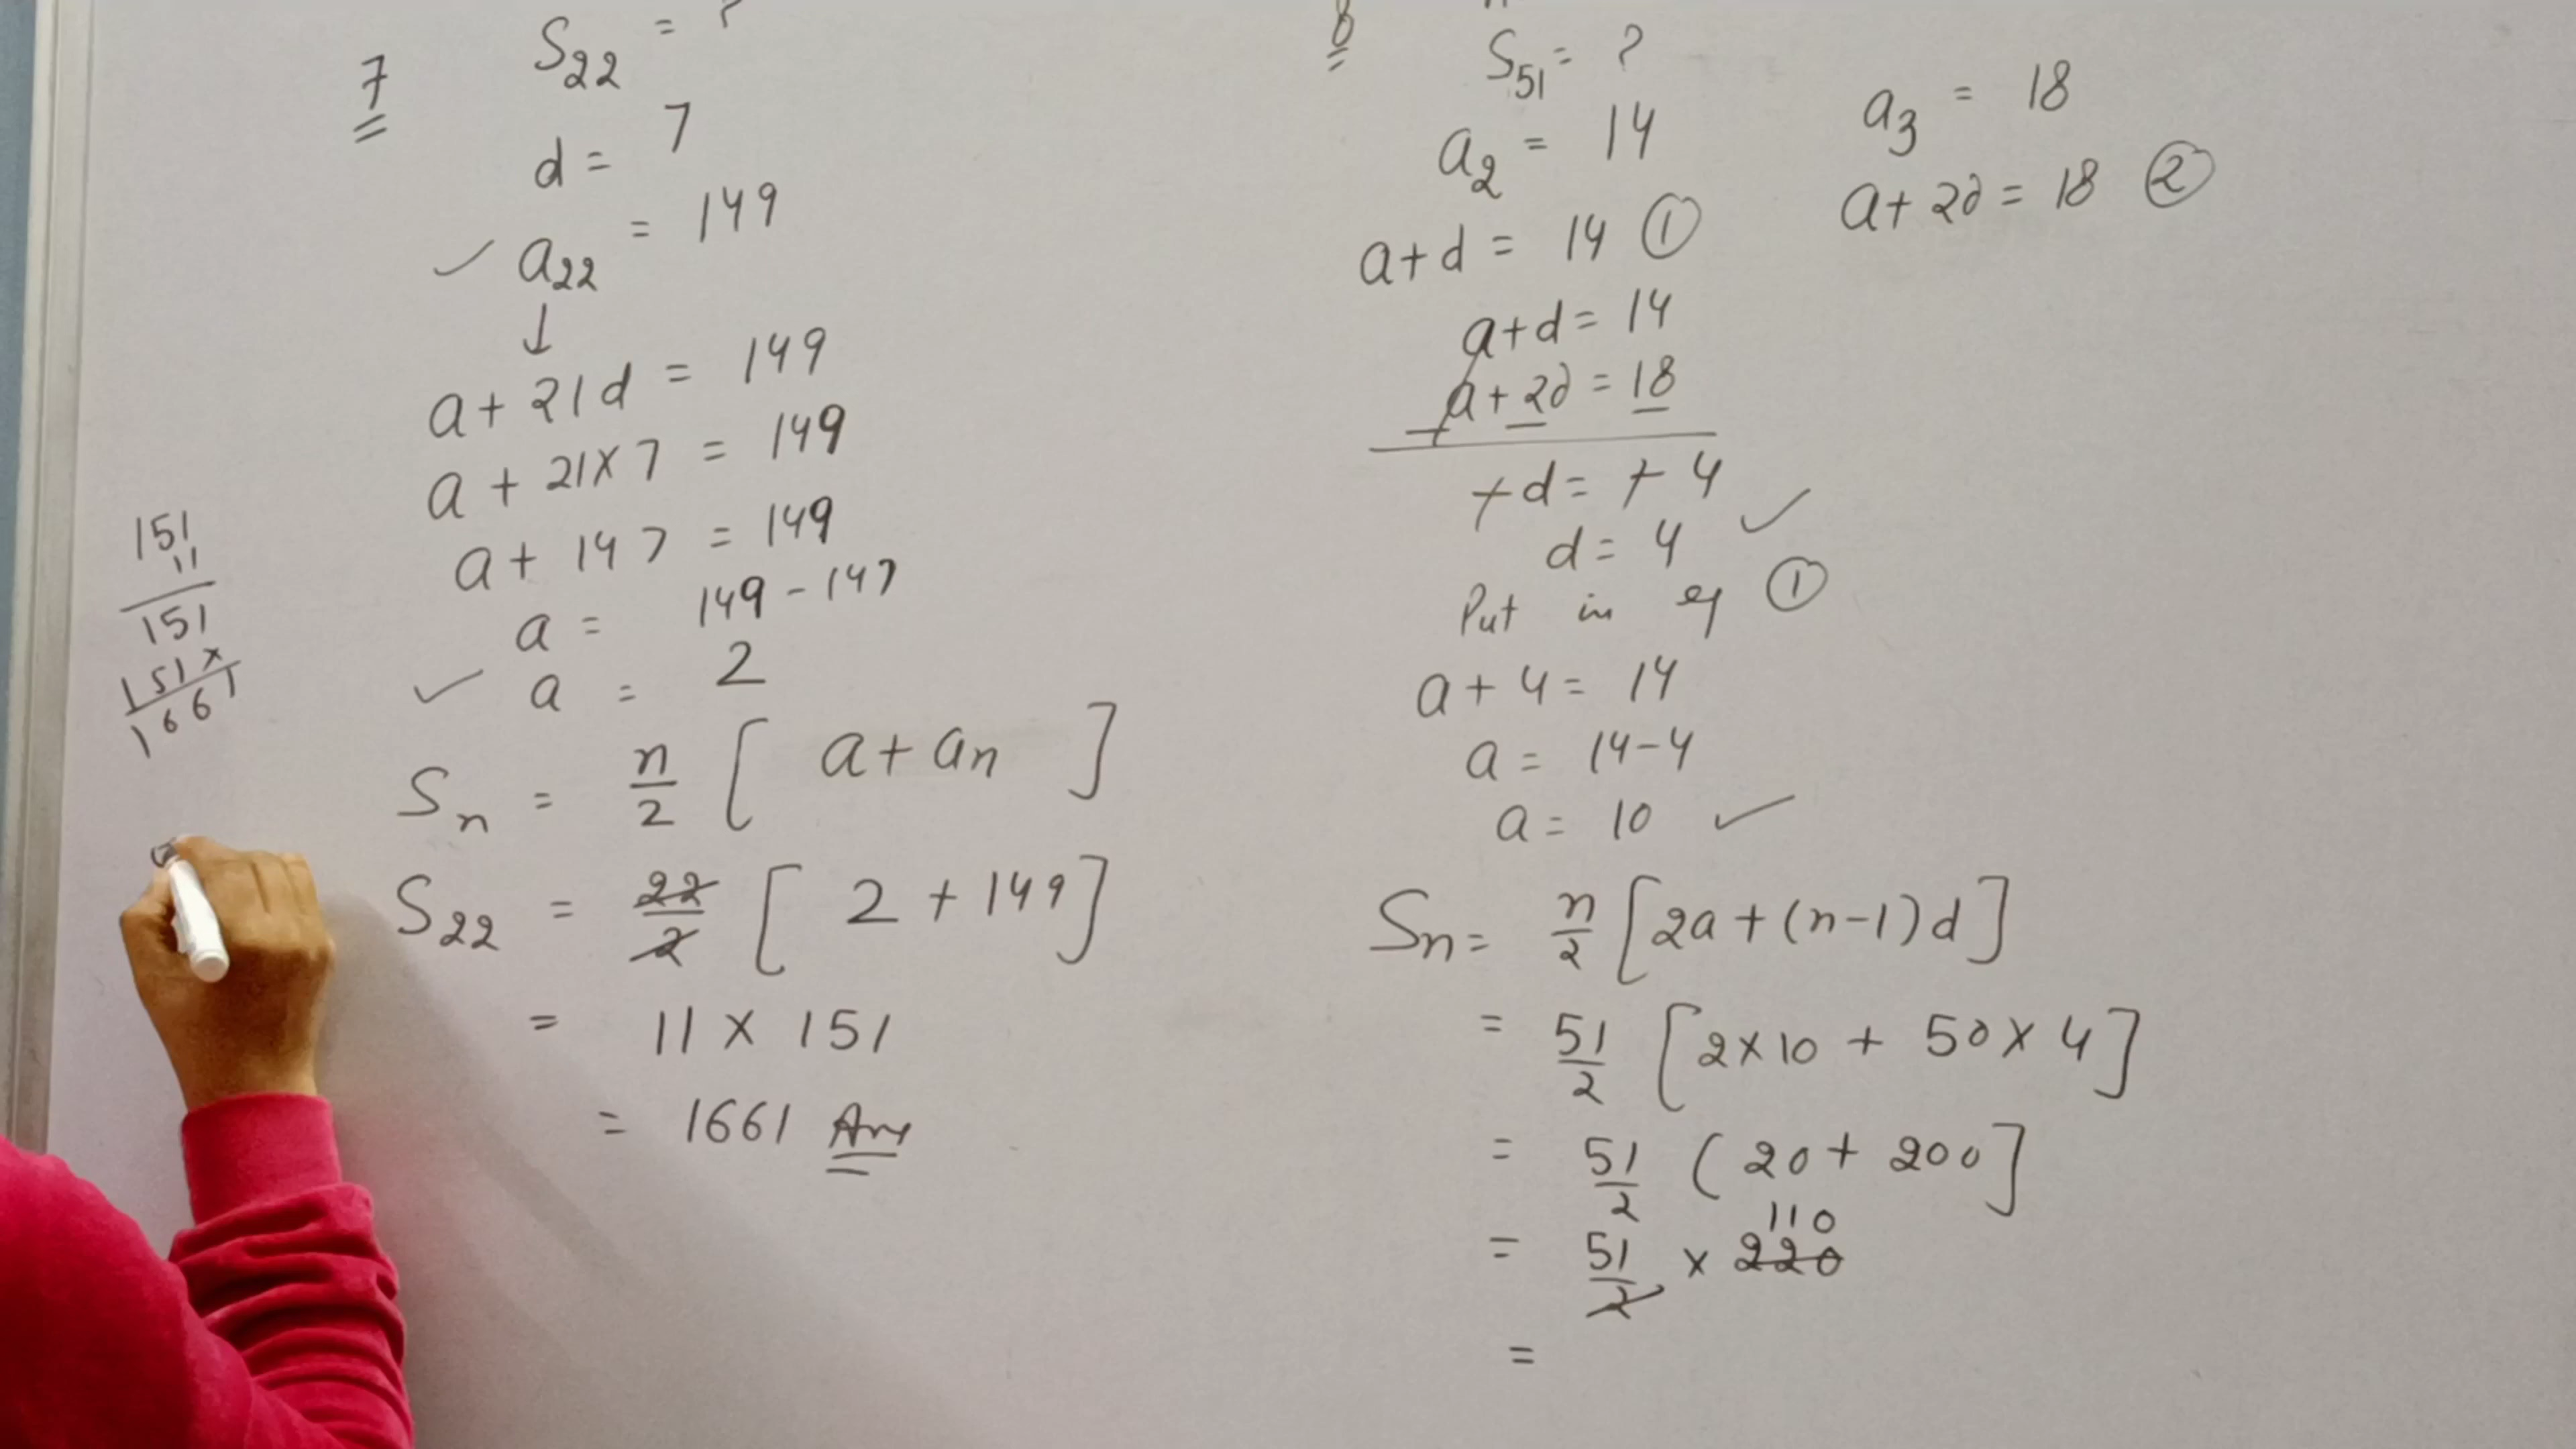 7
S22 = ?
d = 7
✓ a22 = 149
↓
a + 21d = 149
a + 21 × 7 = 149
a + 147 = 149
a = 149 - 147
✓ a = 2
Sn = n/2 [ a + an ]
S22 = 22/2 [ 2 + 149 ]
= 11 × 151
= 1661 Ans
151
11
151
151×
1661
8
S51 = ?
a2 = 14
a3 = 18
a + d = 14 ①
a + 2d = 18 ②
a + d = 14
a + 2d = 18
+ d = + 4
d = 4 ✓
Put in eq ①
a + 4 = 14
a = 14 - 4
a = 10 ✓
Sn = n/2 [2a + (n-1)d]
= 51/2 [2×10 + 50×4]
= 51/2 (20 + 200]
110
= 51/2 × 220
=